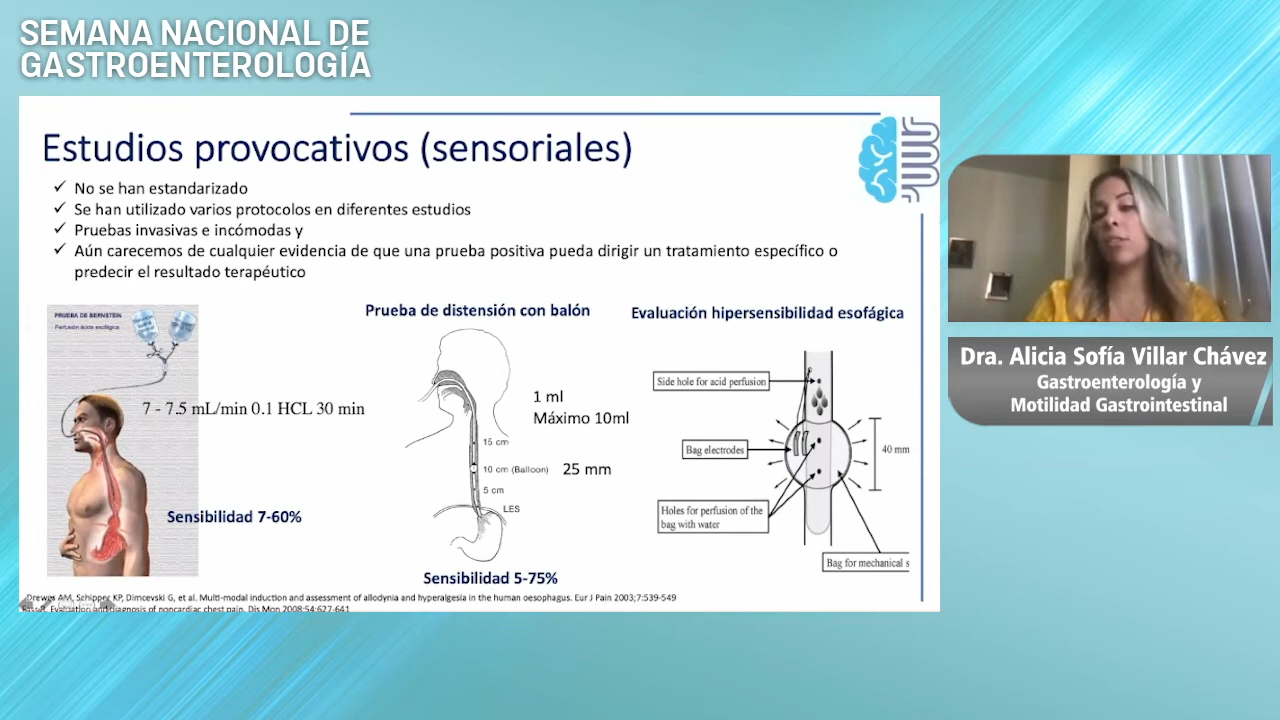 SEMANA NACIONAL DE
GASTROENTEROLOGÍA
Estudios provocativos (sensoriales)
✓ No se han estandarizado
✓ Se han utilizado varios protocolos en diferentes estudios
✓ Pruebas invasivas e incómodas y
✓ Aún carecemos de cualquier evidencia de que una prueba positiva pueda dirigir un tratamiento específico o
predecir el resultado terapéutico
PRUEBA DE BERNSTEIN
Perfusión ácida esofágica
7 - 7.5 mL/min 0.1 HCL 30 min
Sensibilidad 7-60%
Prueba de distensión con balón
1 ml
Máximo 10ml
15 cm
10 cm (Balloon)
25 mm
5 cm
LES
Sensibilidad 5-75%
Evaluación hipersensibilidad esofágica
Side hole for acid perfusion
Bag electrodes
40 mm
Holes for perfusion of the
bag with water
Bag for mechanical s
Drewes AM, Schipper KP, Dimcevski G, et al. Multi-modal induction and assessment of allodynia and hyperalgesia in the human oesophagus. Eur J Pain 2003;7:539-549
Fass R. Evaluation and diagnosis of noncardiac chest pain. Dis Mon 2008;54:627-641
Dra. Alicia Sofía Villar Chávez
Gastroenterología y
Motilidad Gastrointestinal